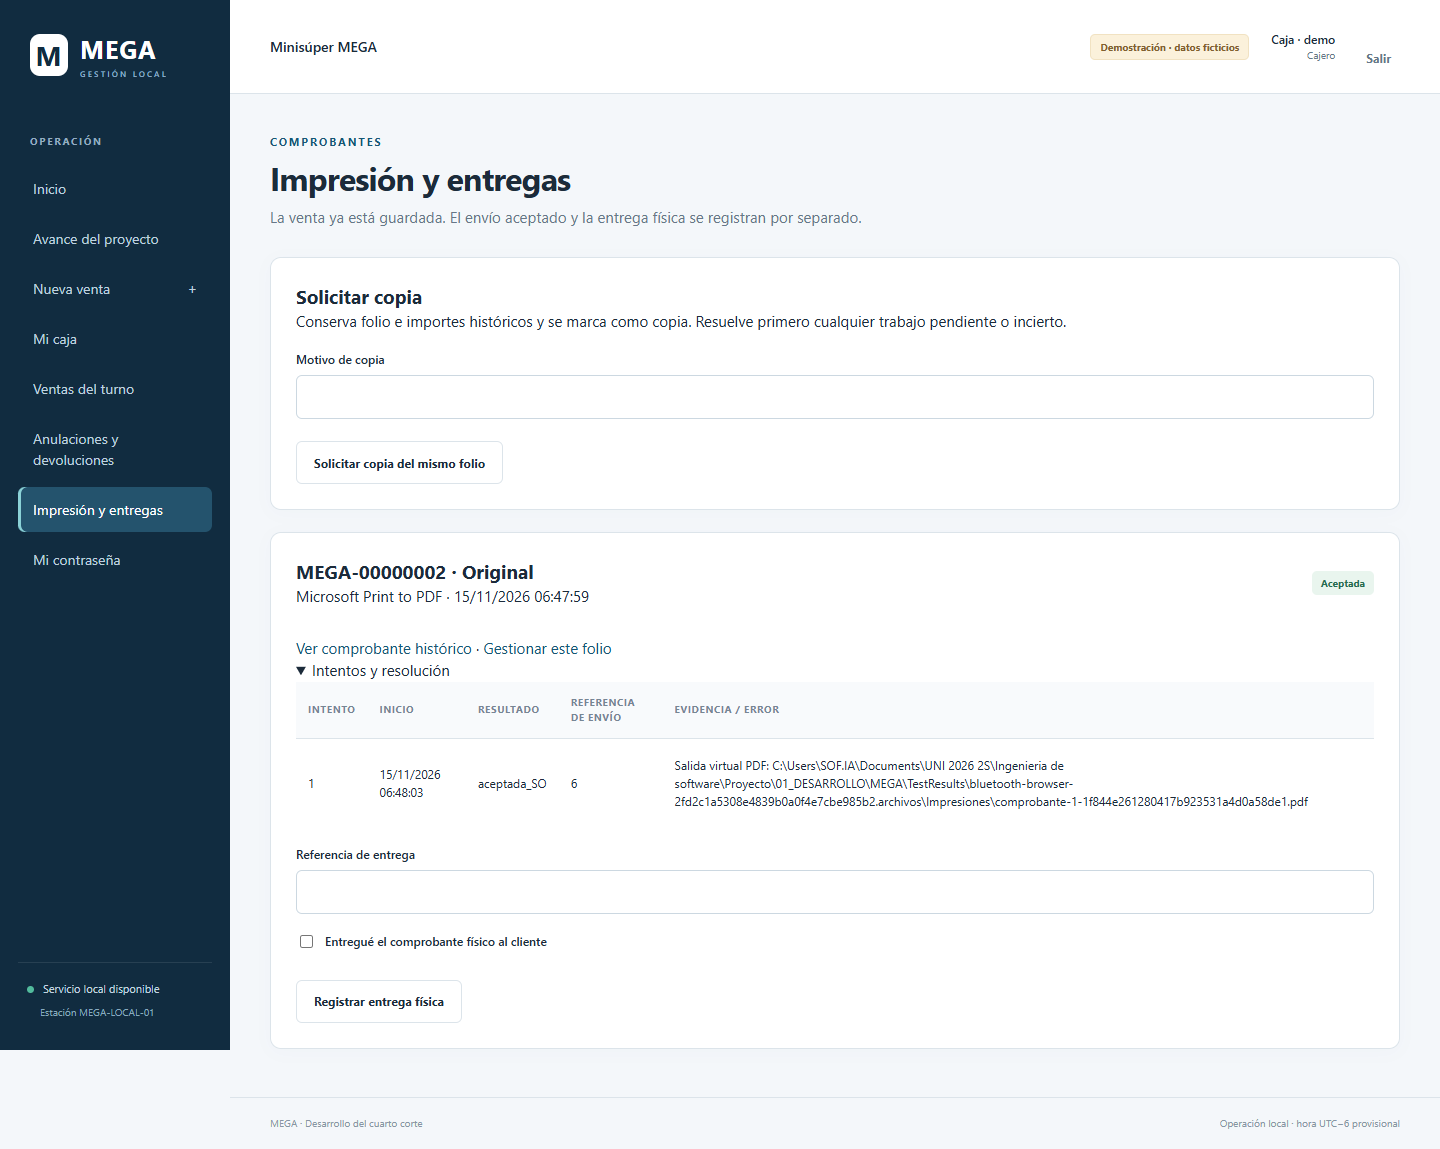 M MEGA
GESTIÓN LOCAL
OPERACIÓN
Inicio
Avance del proyecto
Nueva venta +
Mi caja
Ventas del turno
Anulaciones y
devoluciones
Impresión y entregas
Mi contraseña
Servicio local disponible
Estación MEGA-LOCAL-01
Minisúper MEGA
Demostración · datos ficticios
Caja · demo
Cajero
Salir
COMPROBANTES
Impresión y entregas
La venta ya está guardada. El envío aceptado y la entrega física se registran por separado.
Solicitar copia
Conserva folio e importes históricos y se marca como copia. Resuelve primero cualquier trabajo pendiente o incierto.
Motivo de copia
Solicitar copia del mismo folio
MEGA-00000002 · Original
Microsoft Print to PDF · 15/11/2026 06:47:59
Aceptada
Ver comprobante histórico · Gestionar este folio
▼ Intentos y resolución
INTENTO INICIO RESULTADO REFERENCIA DE ENVÍO EVIDENCIA / ERROR
1 15/11/2026 06:48:03 aceptada_SO 6 Salida virtual PDF: C:\Users\SOF.IA\Documents\UNI 2026 2S\Ingenieria de
software\Proyecto\01_DESARROLLO\MEGA\TestResults\bluetooth-browser-
2fd2c1a5308e4839b0a0f4e7cbe985b2.archivos\Impresiones\comprobante-1-1f844e261280417b923531a4d0a58de1.pdf
Referencia de entrega
Entregué el comprobante físico al cliente
Registrar entrega física
MEGA · Desarrollo del cuarto corte
Operación local · hora UTC−6 provisional